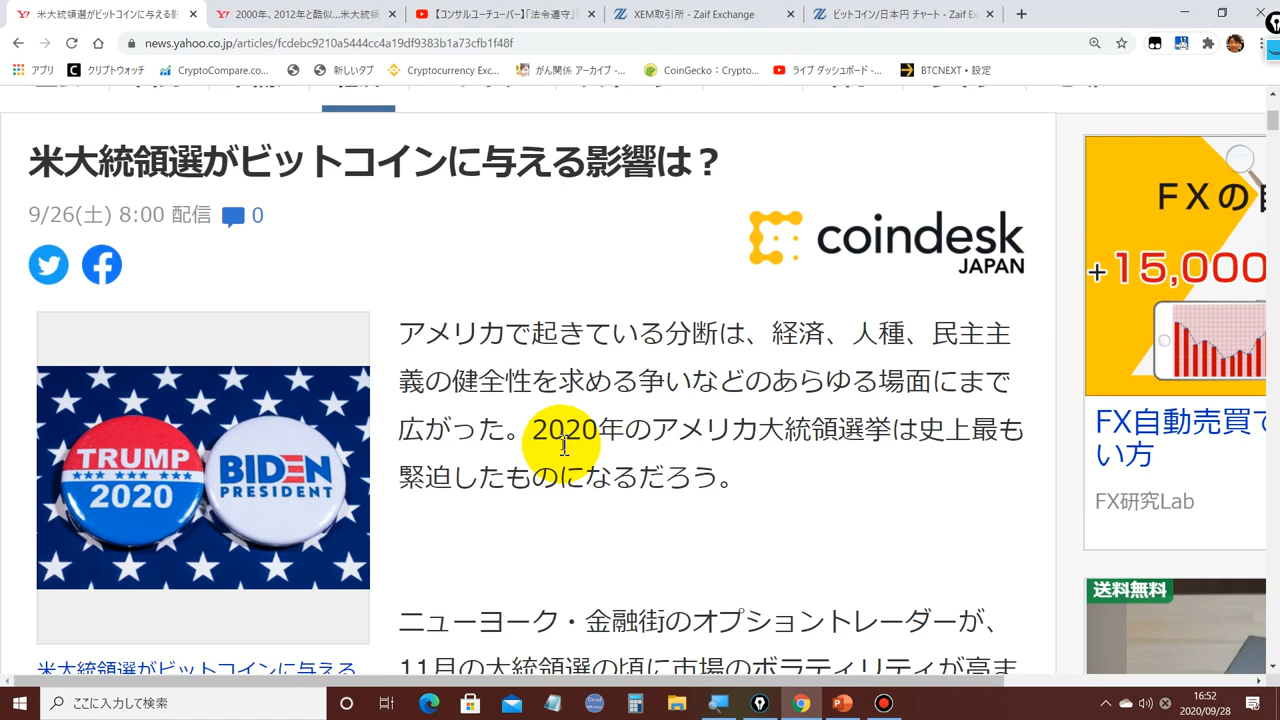 米大統領選がビットコインに与える影
2000年、2012年と酷似...米大統領
【コンサルユーチューバー】「法令遵守」
XEM取引所 - Zaif Exchange
ビットコイン/日本円 チャート - Zaif Ex
news.yahoo.co.jp/articles/fcdebc9210a5444cc4a19df9383b1a73cfb1f48f
アプリ
クリプトウォッチ
CryptoCompare.co...
新しいタブ
Cryptocurrency Exc...
がん関係アーカイブ -...
CoinGecko : Crypto...
ライブ ダッシュボード -...
BTCNEXT • 設定
米大統領選がビットコインに与える影響は？
9/26(土) 8:00 配信 0
coindesk
JAPAN
アメリカで起きている分断は、経済、人種、民主主
義の健全性を求める争いなどのあらゆる場面にまで
広がった。2020年のアメリカ大統領選挙は史上最も
緊迫したものになるだろう。
TRUMP
2020
BIDEN
PRESIDENT
米大統領選がビットコインに与える
ニューヨーク・金融街のオプショントレーダーが、
11月の大統領選の頃に市場のボラティリティが高ま
FXの自
+15,000
FX自動売買で
い方
FX研究Lab
送料無料
ここに入力して検索
16:52
2020/09/28